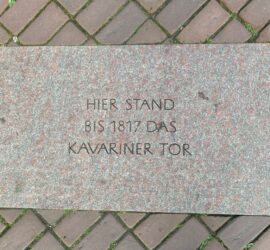 HIER STAND
BIS 1817 DAS
KAVARINER TOR